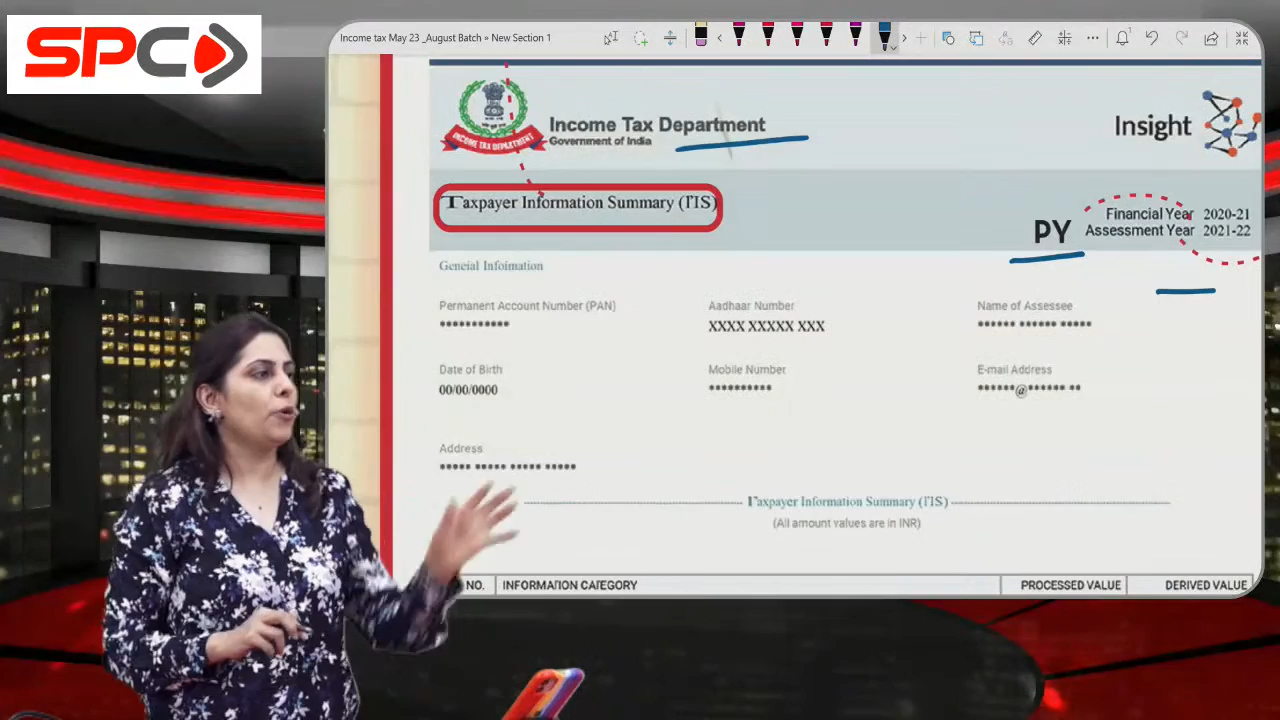 SPC
Income tax May 23 _August Batch » New Section 1
INCOME TAX DEPARTMENT
Income Tax Department
Government of India
Insight
Taxpayer Information Summary (TIS)
PY
Financial Year 2020-21
Assessment Year 2021-22
General Information
Permanent Account Number (PAN)
***********
Aadhaar Number
XXXX XXXXX XXX
Name of Assessee
****** ****** *****
Date of Birth
00/00/0000
Mobile Number
**********
E-mail Address
******@****** **
Address
***** ***** ***** *****
Taxpayer Information Summary (TIS)
(All amount values are in INR)
NO. INFORMATION CATEGORY PROCESSED VALUE DERIVED VALUE